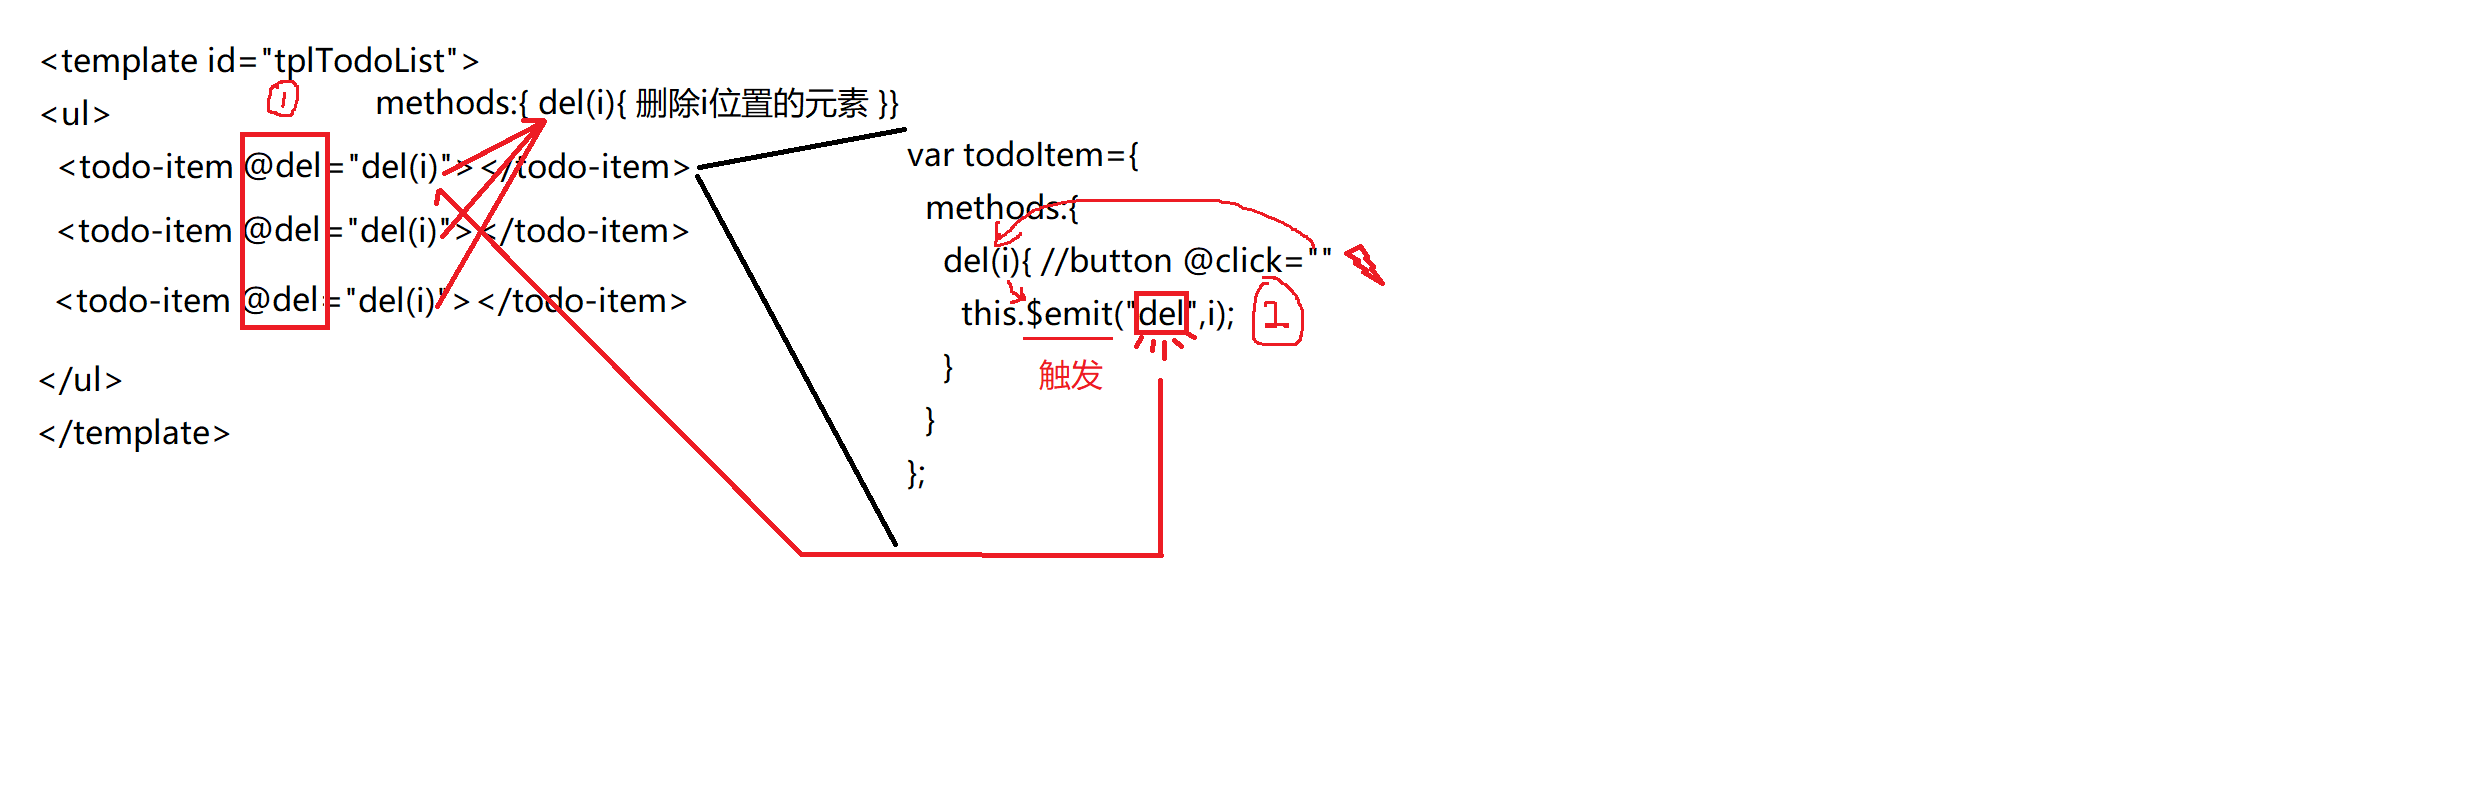 <template id="tplTodoList">
1
<ul>
methods:{ del(i){ 删除i位置的元素 }}
<todo-item @del="del(i)"></todo-item>
<todo-item @del="del(i)"></todo-item>
<todo-item @del="del(i)"></todo-item>
</ul>
</template>
var todoItem={
methods:{
del(i){ //button @click=""
this.$emit("del",i);
1
触发
}
}
};